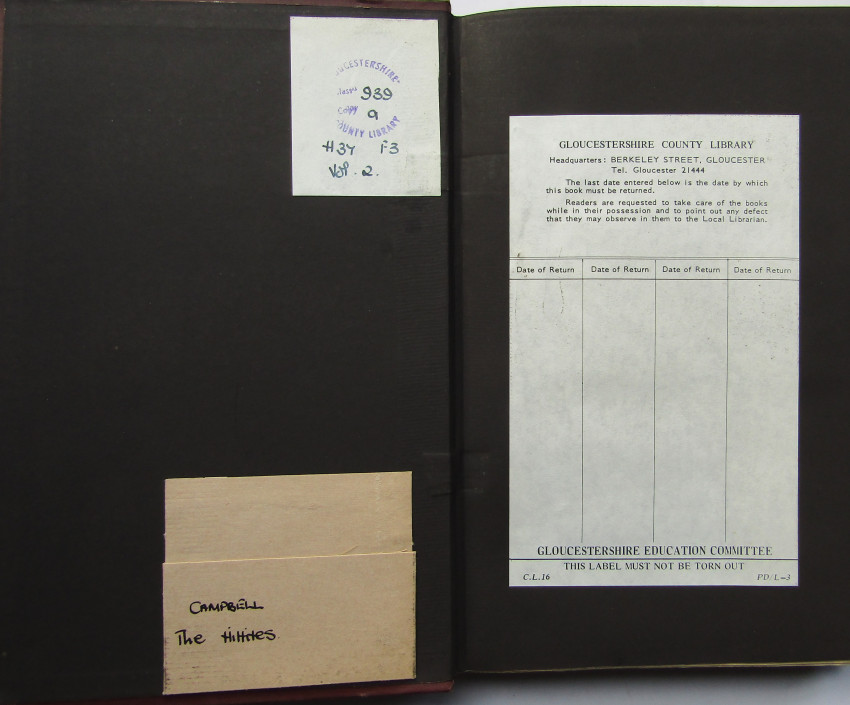 GLOUCESTERSHIRE
Class 939
Copy a
COUNTY LIBRARY
H34 F3
Vol. 2.
CAMPBELL
The Hittites
GLOUCESTERSHIRE COUNTY LIBRARY
Headquarters: BERKELEY STREET, GLOUCESTER
Tel. Gloucester 21444
The last date entered below is the date by which
this book must be returned.
Readers are requested to take care of the books
while in their possession and to point out any defect
that they may observe in them to the Local Librarian.
Date of Return Date of Return Date of Return Date of Return
GLOUCESTERSHIRE EDUCATION COMMITTEE
THIS LABEL MUST NOT BE TORN OUT
C.L.16 PD/L-3